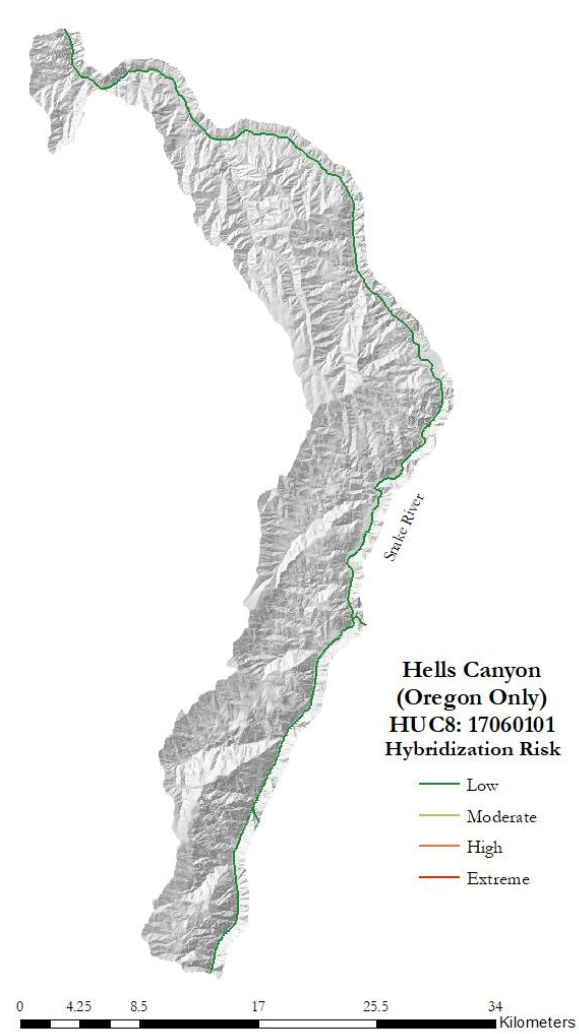 Snake River
Hells Canyon
(Oregon Only)
HUC8: 17060101
Hybridization Risk
Low
Moderate
High
Extreme
0 4.25 8.5 17 25.5 34
Kilometers